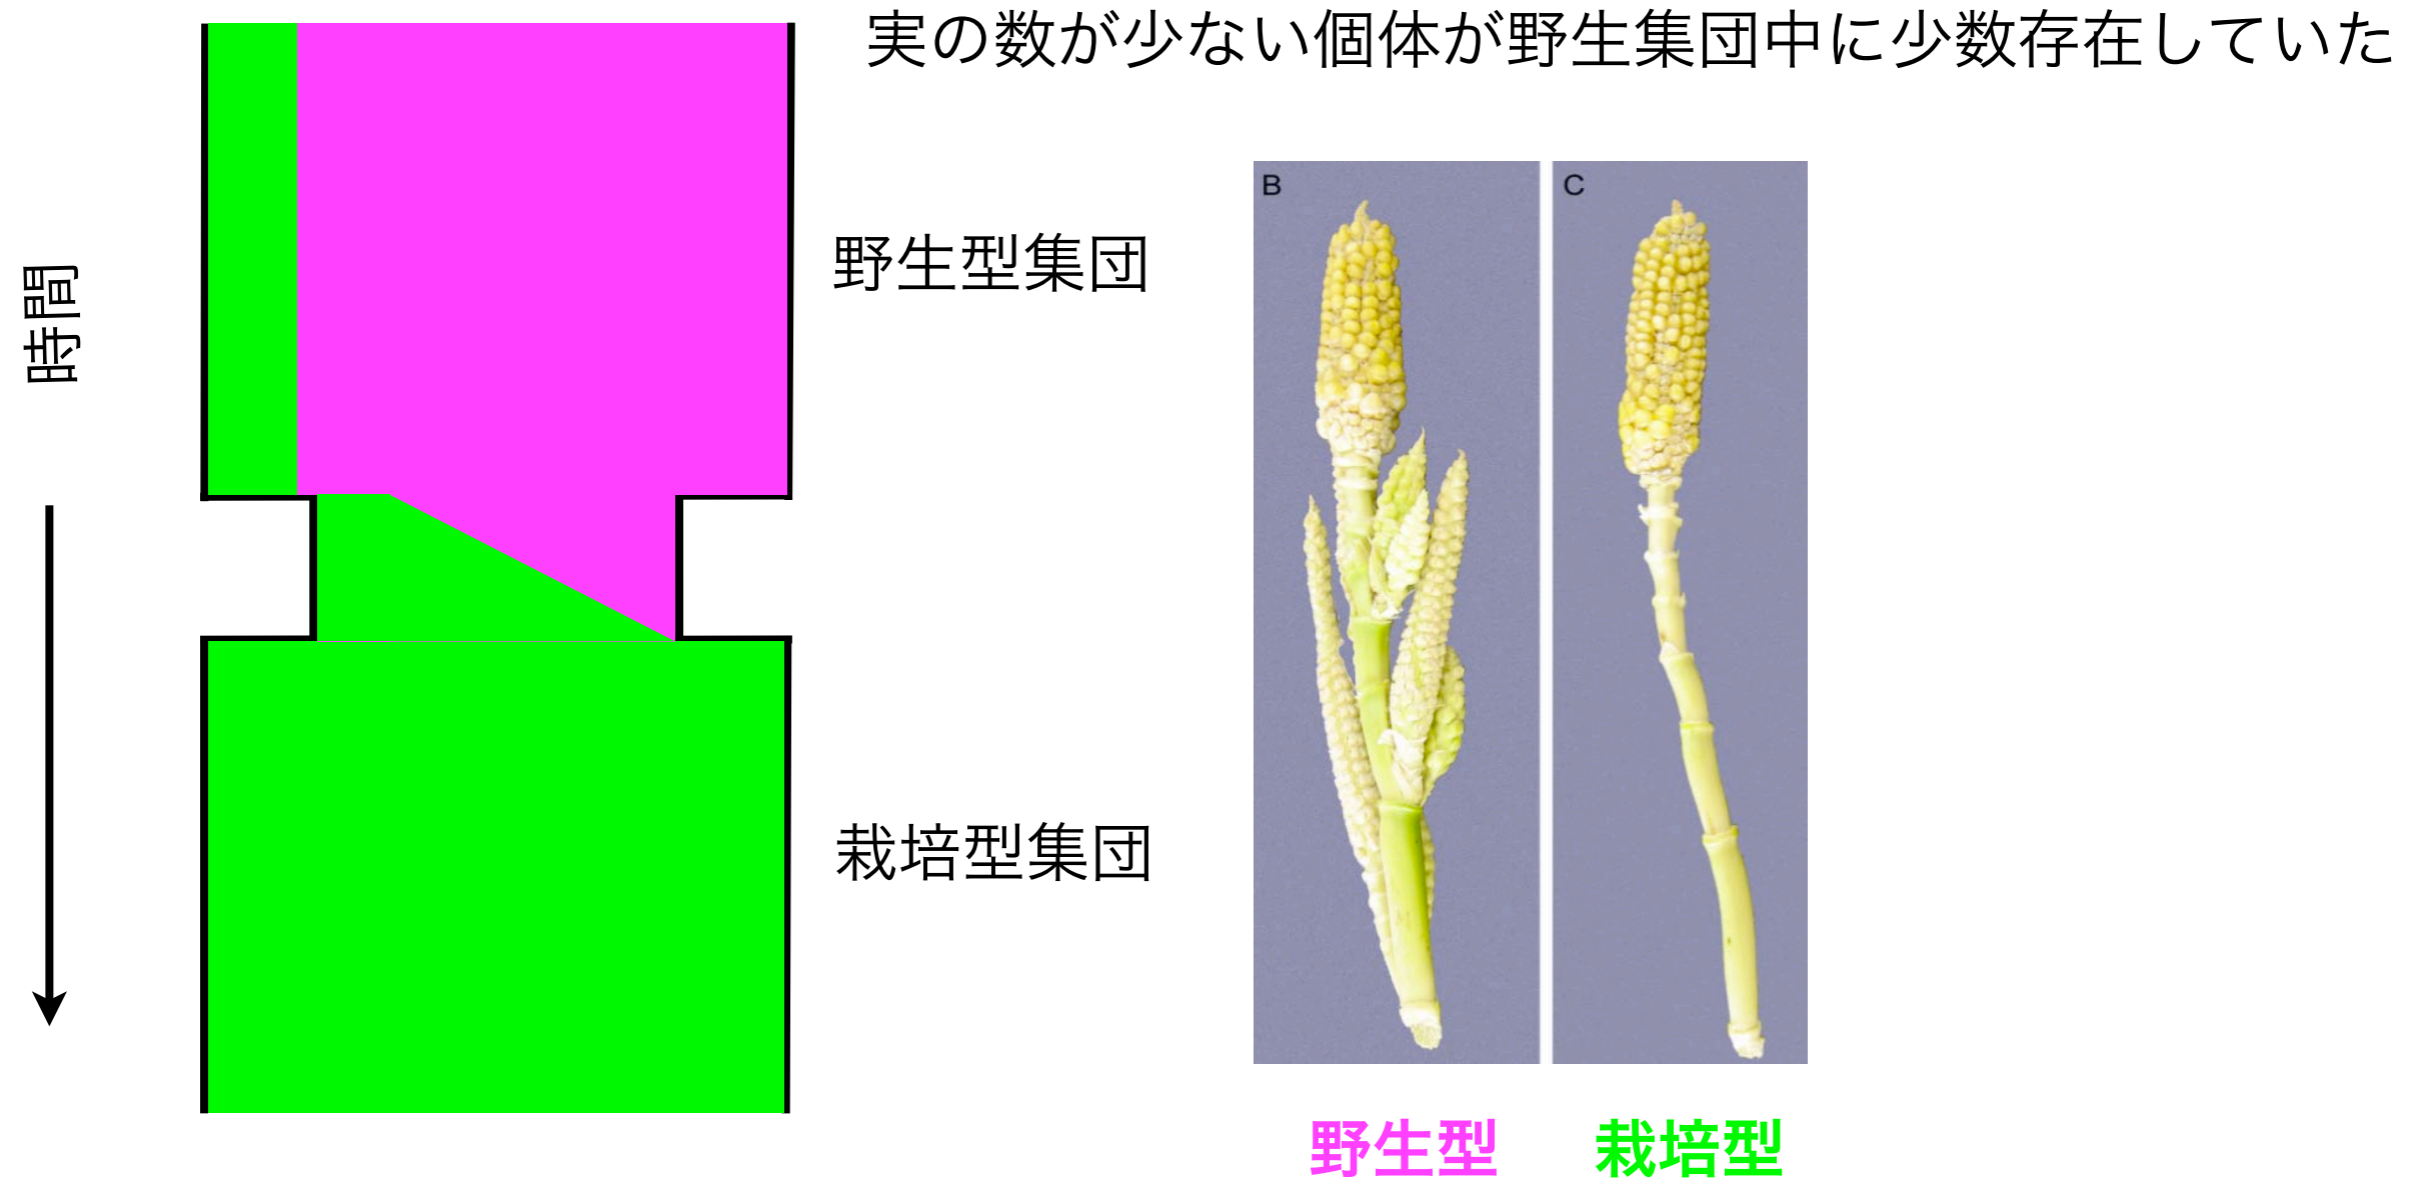 実の数が少ない個体が野生集団中に少数存在していた
時間
野生型集団
栽培型集団
B
C
野生型
栽培型